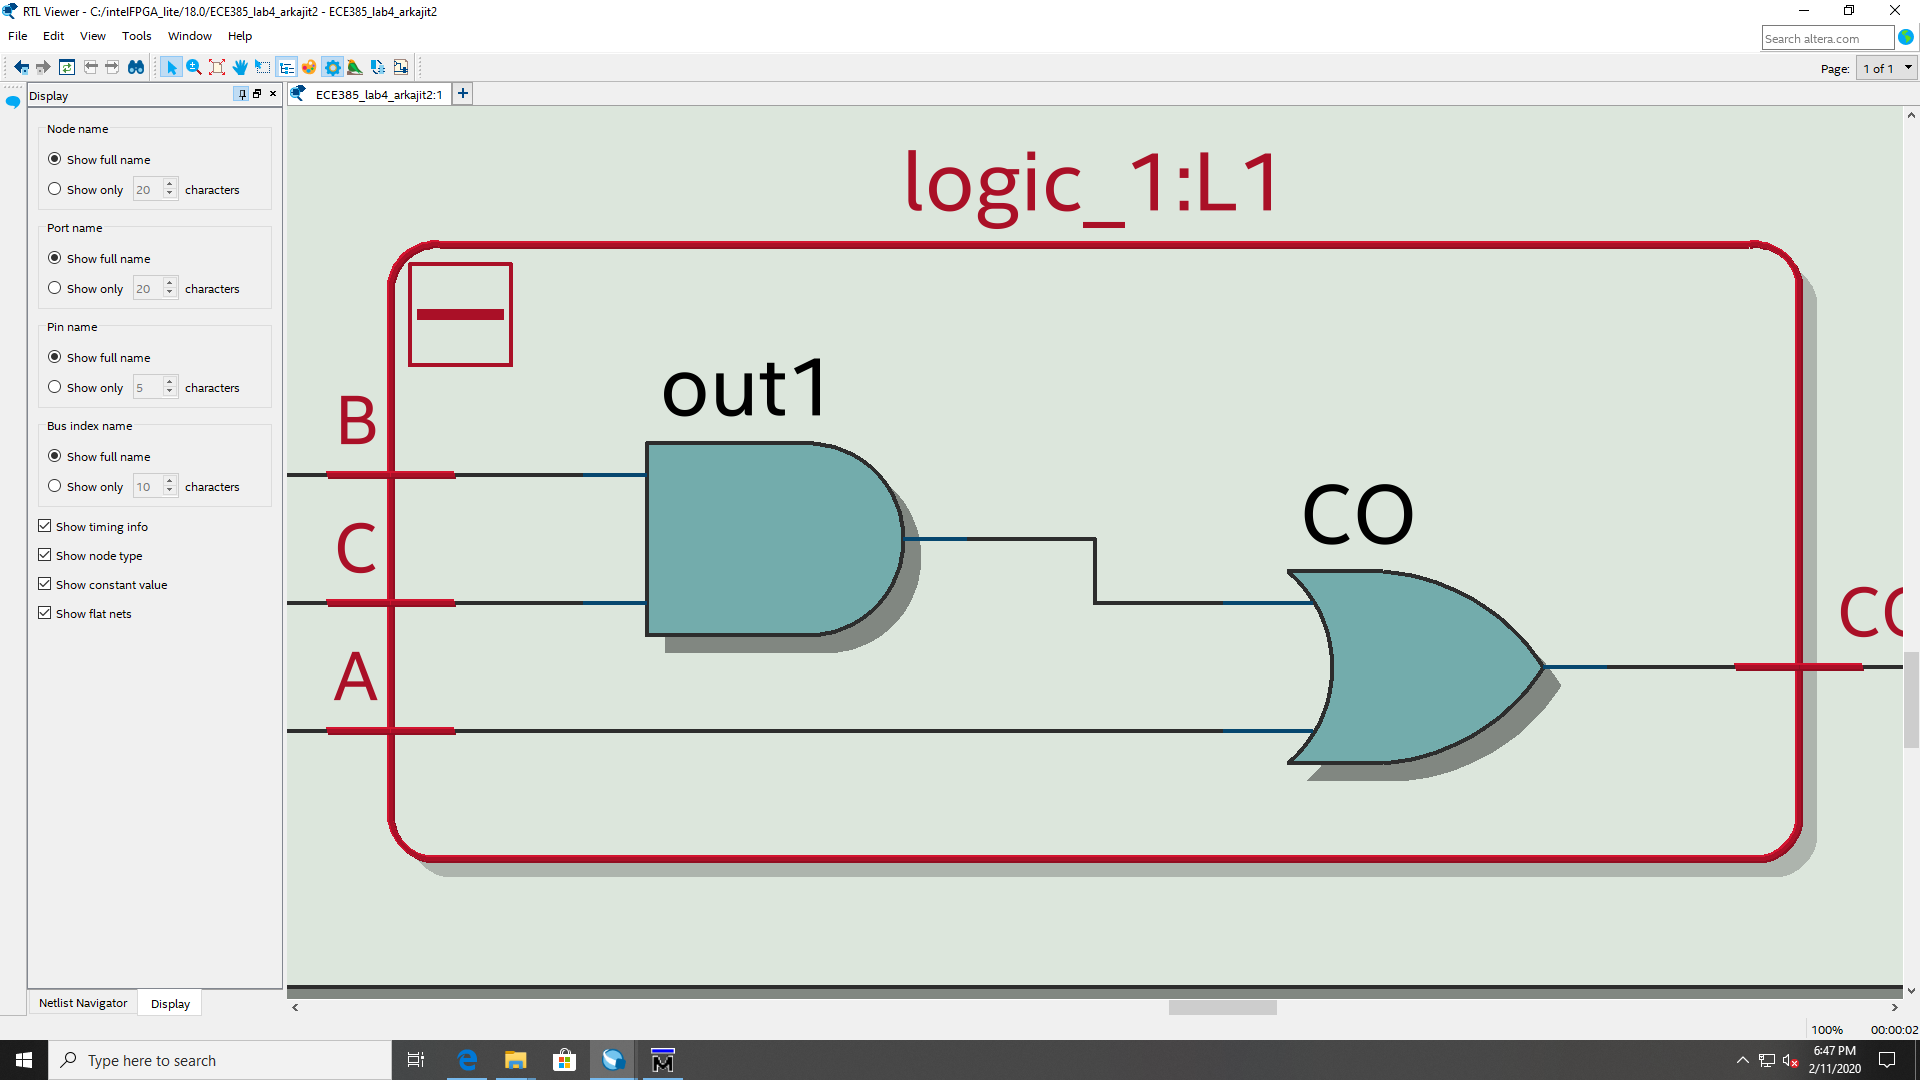 RTL Viewer - C:/intelFPGA_lite/18.0/ECE385_lab4_arkajit2 - ECE385_lab4_arkajit2
File Edit View Tools Window Help
Search altera.com
Page: 1 of 1
Display
ECE385_lab4_arkajit2:1
Node name
Show full name
Show only 20 characters
Port name
Show full name
Show only 20 characters
Pin name
Show full name
Show only 5 characters
Bus index name
Show full name
Show only 10 characters
Show timing info
Show node type
Show constant value
Show flat nets
Netlist Navigator Display
logic_1:L1
out1
B
C
A
CO
CO
100% 00:00:02
Type here to search
6:47 PM
2/11/2020